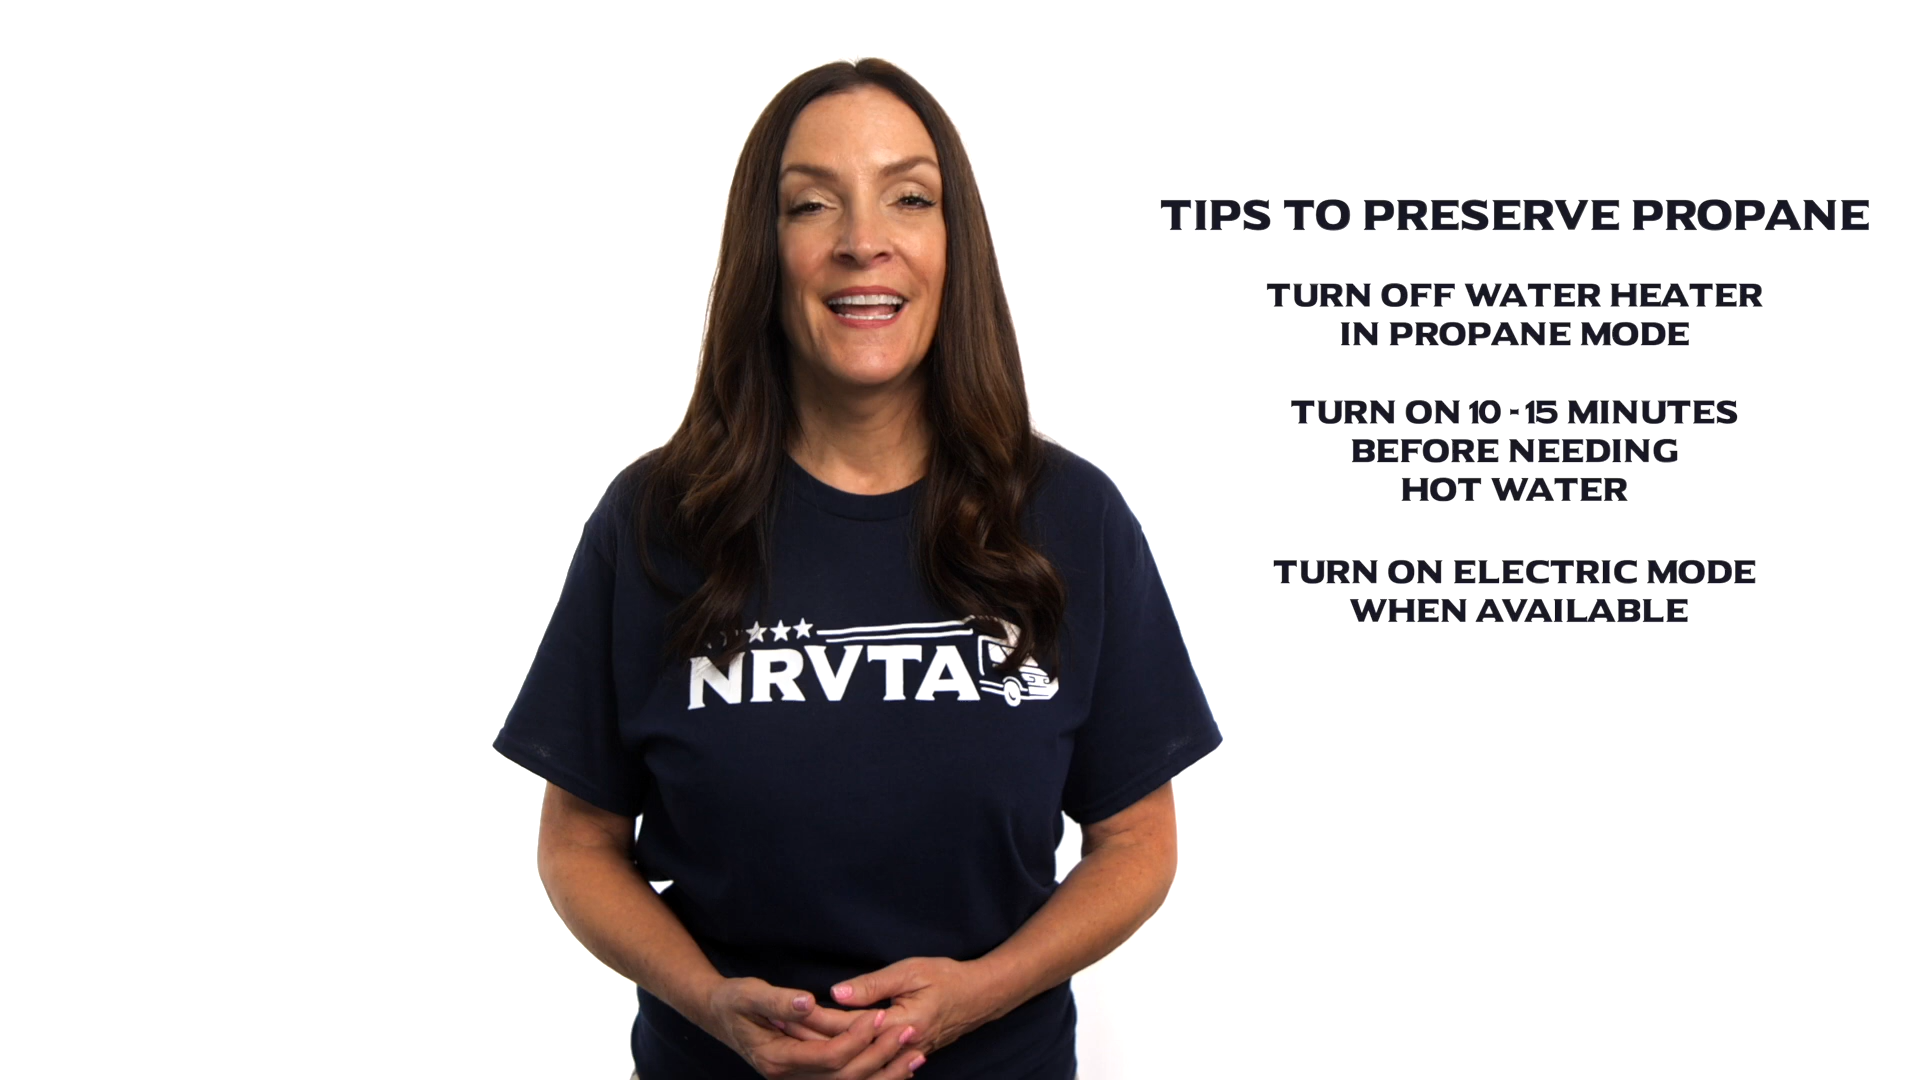 TIPS TO PRESERVE PROPANE
TURN OFF WATER HEATER
IN PROPANE MODE
TURN ON 10 - 15 MINUTES
BEFORE NEEDING
HOT WATER
TURN ON ELECTRIC MODE
WHEN AVAILABLE
NRVTA